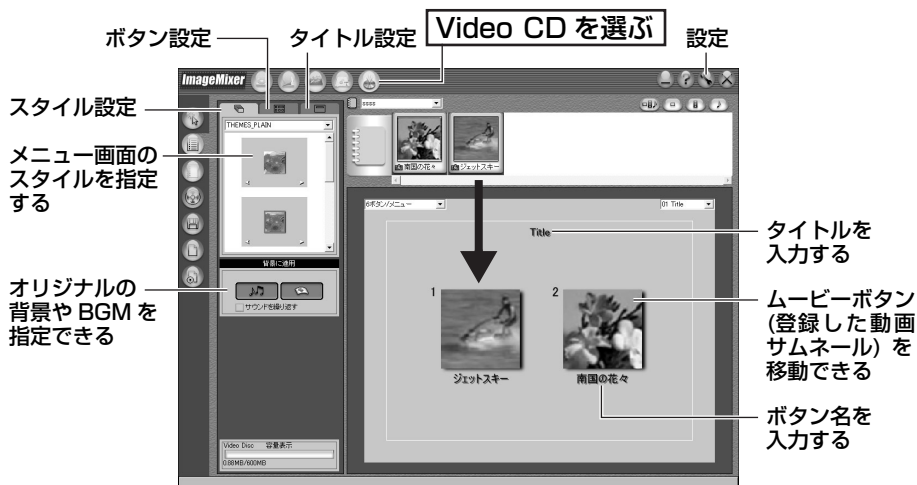 ボタン設定
タイトル設定
Video CD を選ぶ
設定
ImageMixer
スタイル設定
メニュー画面の
スタイルを指定
する
オリジナルの
背景や BGM を
指定できる
THEMES_PLAIN
背景に適用
サウンドを繰り返す
Video Disc 容量表示
0.88MB/600MB
ssss
南国の花々
ジェットスキー
6ボタン/メニュー
01. Title
Title
1
2
ジェットスキー
南国の花々
タイトルを
入力する
ムービーボタン
(登録した動画
サムネール) を
移動できる
ボタン名を
入力する